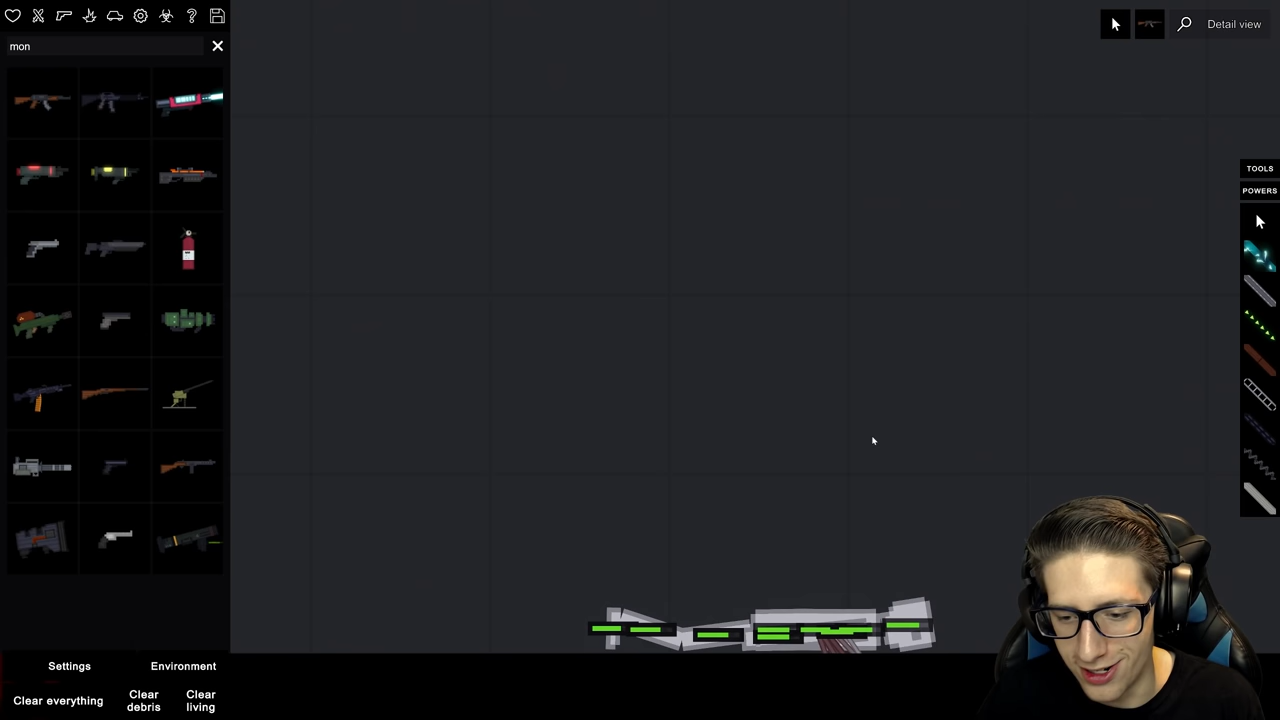 mon
Detail view
TOOLS
POWERS
Settings
Environment
Clear everything
Clear
debris
Clear
living